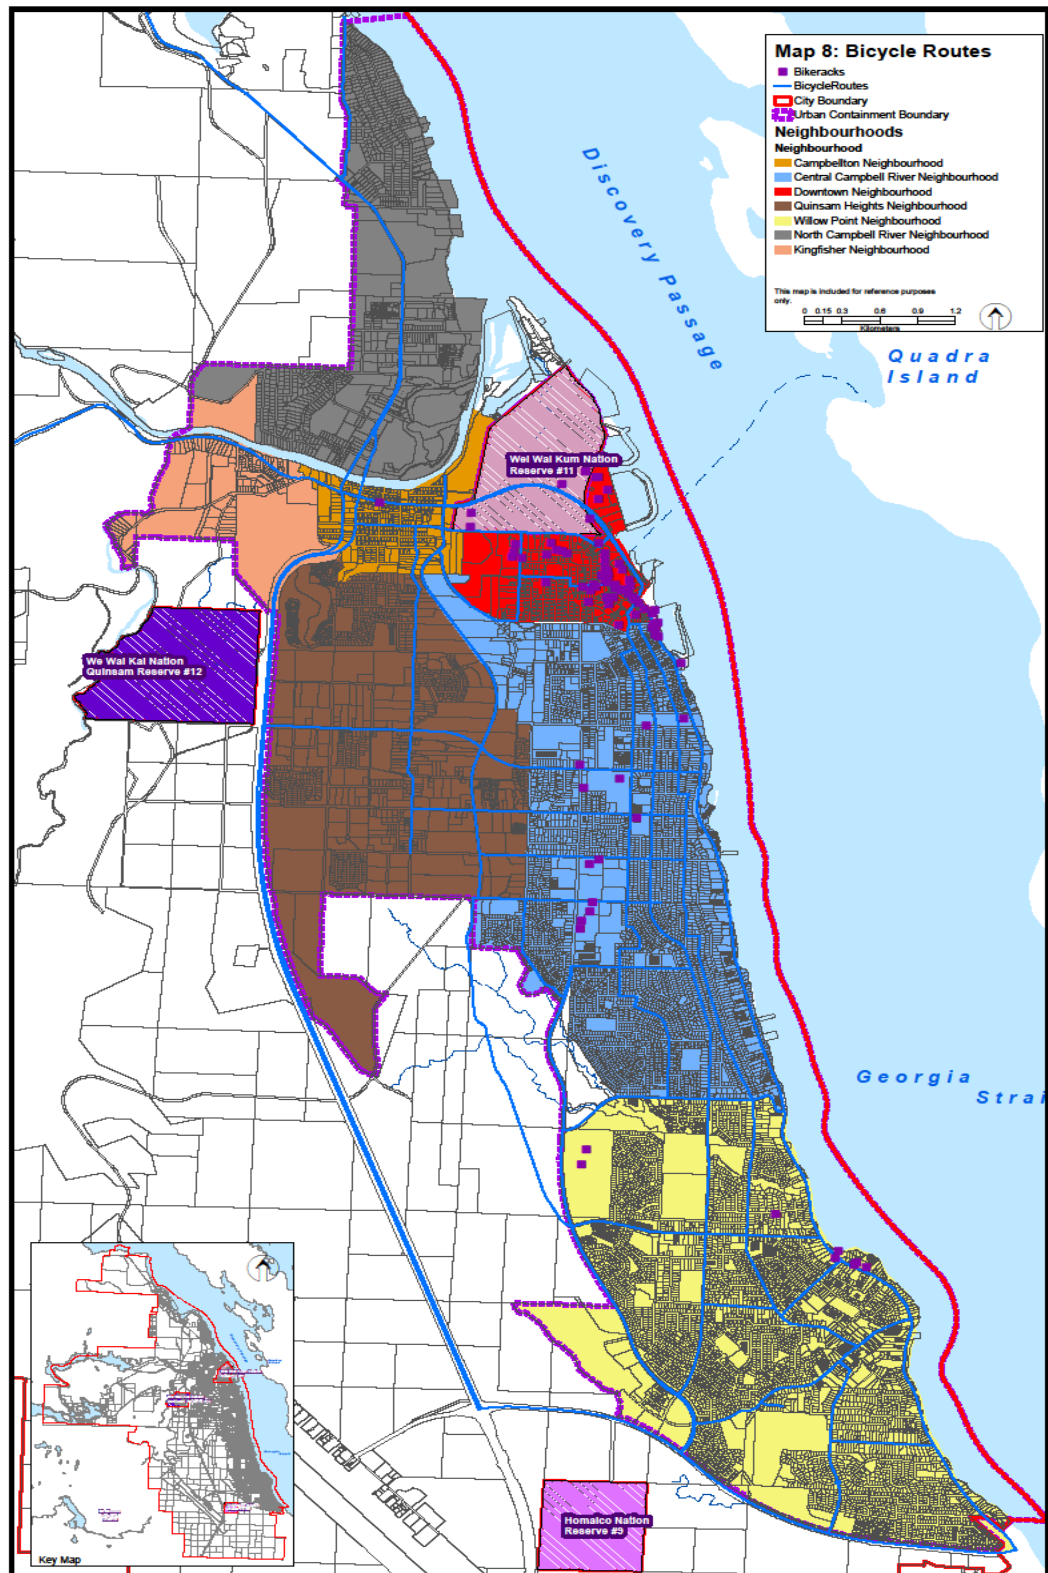 Map 8: Bicycle Routes
Bikeracks
BicycleRoutes
City Boundary
Urban Containment Boundary
Neighbourhoods
Neighbourhood
Campbellton Neighbourhood
Central Campbell River Neighbourhood
Downtown Neighbourhood
Quinsam Heights Neighbourhood
Willow Point Neighbourhood
North Campbell River Neighbourhood
Kingfisher Neighbourhood
This map is included for reference purposes
only.
0 0.15 0.3 0.6 0.9 1.2
Kilometers
Discovery Passage
Quadra
Island
Wei Wai Kum Nation
Reserve #11
We Wai Kai Nation
Quinsam Reserve #12
Georgia
Strai
Homalco Nation
Reserve #9
Key Map